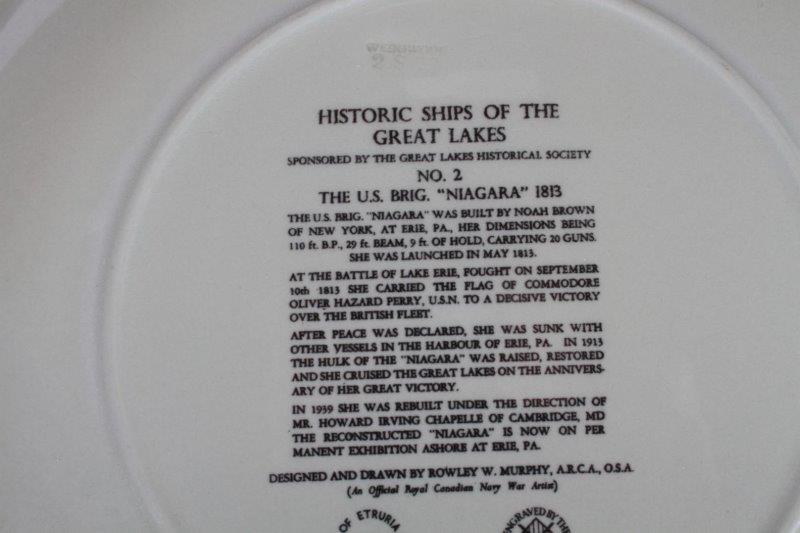 WEDGWOOD
2 S
HISTORIC SHIPS OF THE
GREAT LAKES
SPONSORED BY THE GREAT LAKES HISTORICAL SOCIETY
NO. 2
THE U.S. BRIG. "NIAGARA" 1813
THE U.S. BRIG. "NIAGARA" WAS BUILT BY NOAH BROWN
OF NEW YORK, AT ERIE, PA., HER DIMENSIONS BEING
110 ft. B.P., 29 ft. BEAM, 9 ft. OF HOLD, CARRYING 20 GUNS.
SHE WAS LAUNCHED IN MAY 1813.
AT THE BATTLE OF LAKE ERIE, FOUGHT ON SEPTEMBER
10th 1813 SHE CARRIED THE FLAG OF COMMODORE
OLIVER HAZARD PERRY, U.S.N. TO A DECISIVE VICTORY
OVER THE BRITISH FLEET.
AFTER PEACE WAS DECLARED, SHE WAS SUNK WITH
OTHER VESSELS IN THE HARBOUR OF ERIE, PA. IN 1913
THE HULK OF THE "NIAGARA" WAS RAISED, RESTORED
AND SHE CRUISED THE GREAT LAKES ON THE ANNIVERS-
ARY OF HER GREAT VICTORY.
IN 1939 SHE WAS REBUILT UNDER THE DIRECTION OF
MR. HOWARD IRVING CHAPELLE OF CAMBRIDGE, MD
THE RECONSTRUCTED "NIAGARA" IS NOW ON PER
MANENT EXHIBITION ASHORE AT ERIE, PA.
DESIGNED AND DRAWN BY ROWLEY W. MURPHY, A.R.C.A., O.S.A.
(An Official Royal Canadian Navy War Artist)
OF ETRURIA
ENGRAVED BY THE